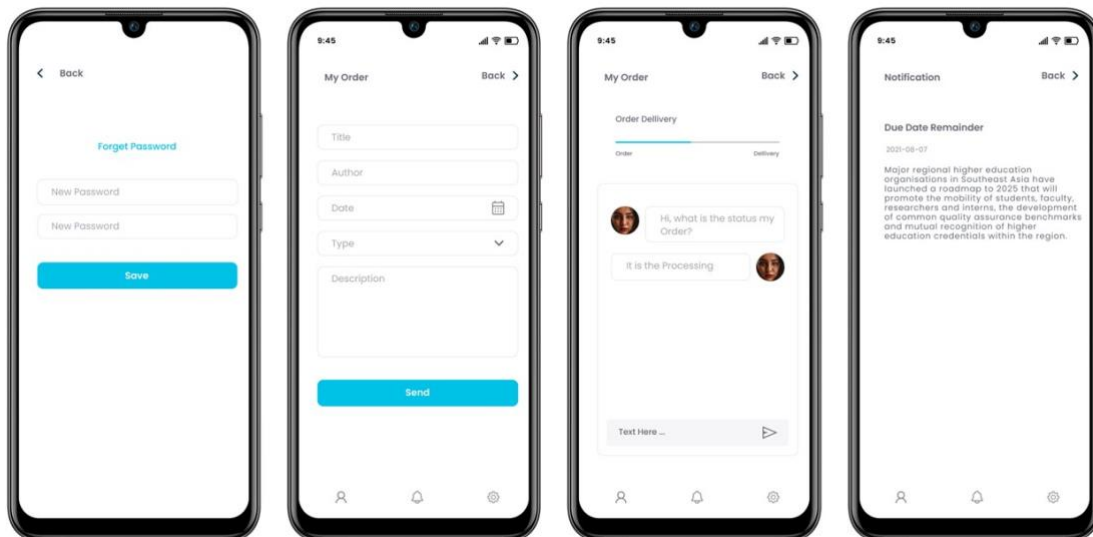 Back
Forget Password
New Password
New Password
Save
9:45
My Order
Back
Title
Author
Date
Type
Description
Send
9:45
My Order
Back
Order Dellivery
Order
Dellivery
Hi, what is the status my
Order?
It is the Processing
Text Here ...
9:45
Notification
Back
Due Date Remainder
2021-08-07
Major regional higher education
organisations in Southeast Asia have
launched a roadmap to 2025 that will
promote the mobility of students, faculty,
researchers and interns, the development
of common quality assurance benchmarks
and mutual recognition of higher
education credentials within the region.